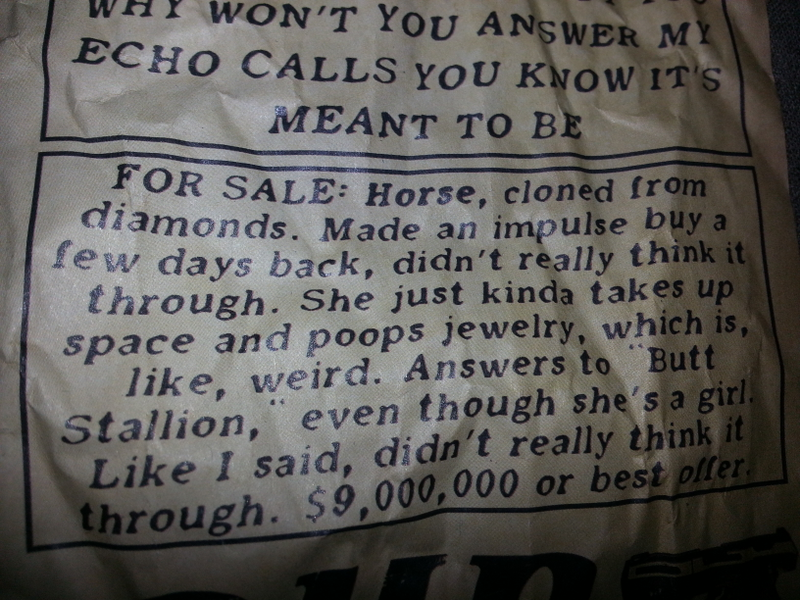 WHY WON'T YOU ANSWER MY
ECHO CALLS YOU KNOW IT'S
MEANT TO BE
FOR SALE: Horse, cloned from
diamonds. Made an impulse buy a
few days back, didn't really think it
through. She just kinda takes up
space and poops jewelry, which is,
like, weird. Answers to "Butt
Stallion," even though she's a girl.
Like I said, didn't really think it
through. $9,000,000 or best offer.